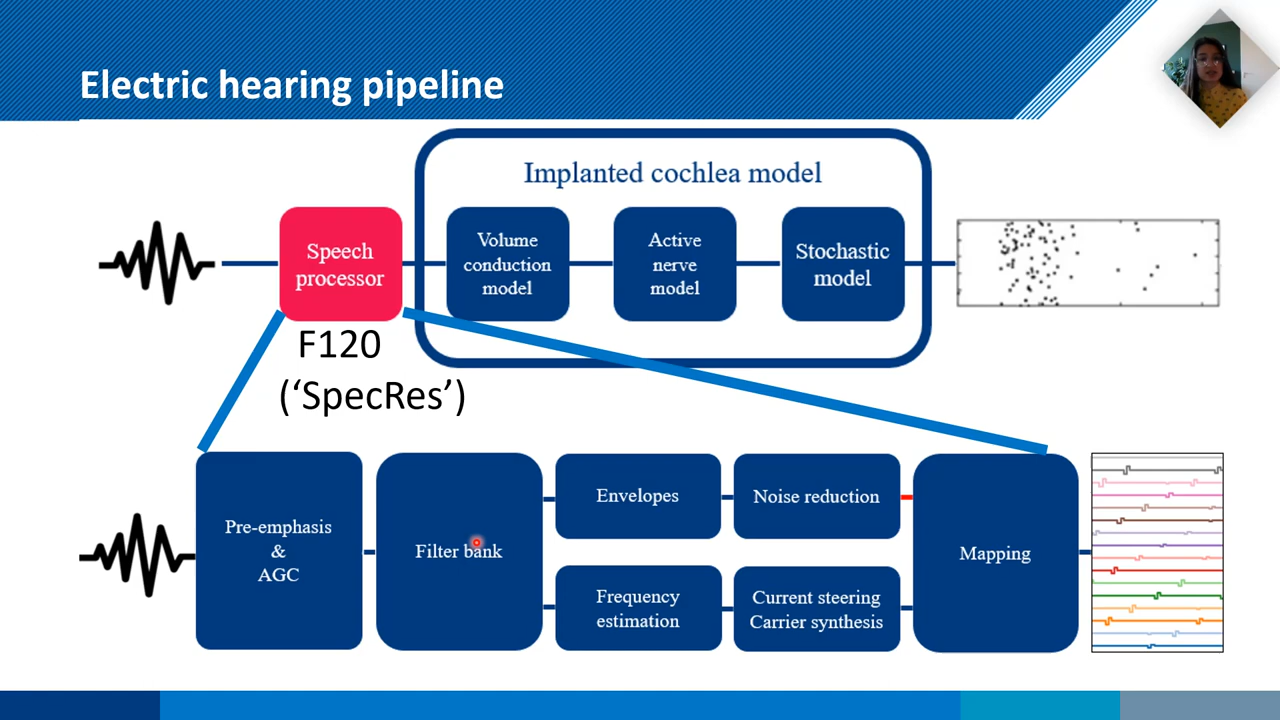 Electric hearing pipeline
Implanted cochlea model
Speech
processor
Volume
conduction
model
Active
nerve
model
Stochastic
model
F120
(‘SpecRes’)
Pre-emphasis
&
AGC
Filter bank
Envelopes
Noise reduction
Frequency
estimation
Current steering
Carrier synthesis
Mapping